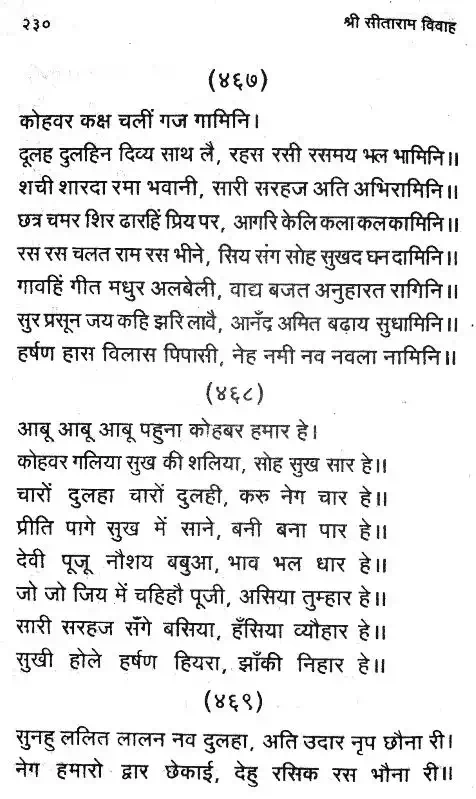 २३०
श्री सीताराम विवाह
(४६७)
कोहवर कक्ष चलीं गज गामिनि।
दूलह दुलहिन दिव्य साथ लै, रहस रसी रसमय भल भामिनि॥
शची शारदा रमा भवानी, सारी सरहज अति अभिरामिनि॥
छत्र चमर शिर ढारहिं प्रिय पर, आगरि केलि कला कल कामिनि॥
रस रस चलत राम रस भीने, सिय संग सोह सुखद घन दामिनि॥
गावहिं गीत मधुर अलबेली, वाद्य बजत अनुहारत रागिनि॥
सुर प्रसून जय कहि झरि लावै, आनँद अमित बढ़ाय सुधामिनि॥
हर्षण हास विलास पिपासी, नेह नमी नव नवला नामिनि॥
(४६८)
आबू आबू आबू पहुना कोहबर हमार हे।
कोहवर गलिया सुख की शलिया, सोह सुख सार हे॥
चारों दुलहा चारों दुलही, करु नेग चार हे॥
प्रीति पागे सुख में साने, बनी बना पार हे॥
देवी पूजू नौशय बबुआ, भाव भल धार हे॥
जो जो जिय में चहिहौ पूजी, असिया तुम्हार हे॥
सारी सरहज सँगे बसिया, हँसिया व्यौहार हे॥
सुखी होले हर्षण हियरा, झाँकी निहार हे॥
(४६९)
सुनहु ललित लालन नव दुलहा, अति उदार नृप छौना री।
नेग हमारो द्वार छेकाई, देहु रसिक रस भौना री॥